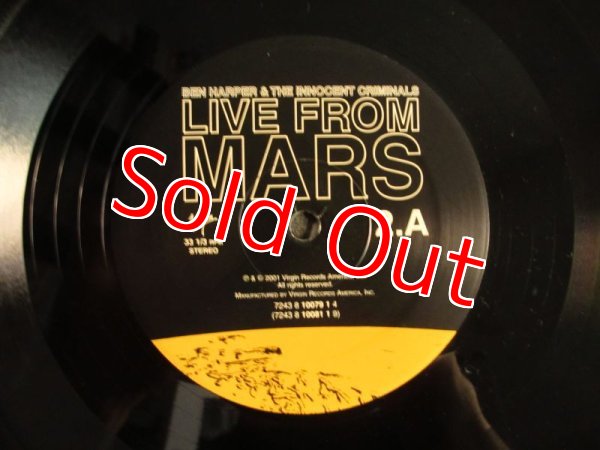 BEN HARPER & THE INNOCENT CRIMINALS
LIVE FROM
MARS
Sold Out
.A
33 1/3 RPM
STEREO
℗ & © 2001 Virgin Records America
All rights reserved.
MANUFACTURED BY VIRGIN RECORDS AMERICA, INC.
7243 8 10079 1 4
(7243 8 10081 1 9)